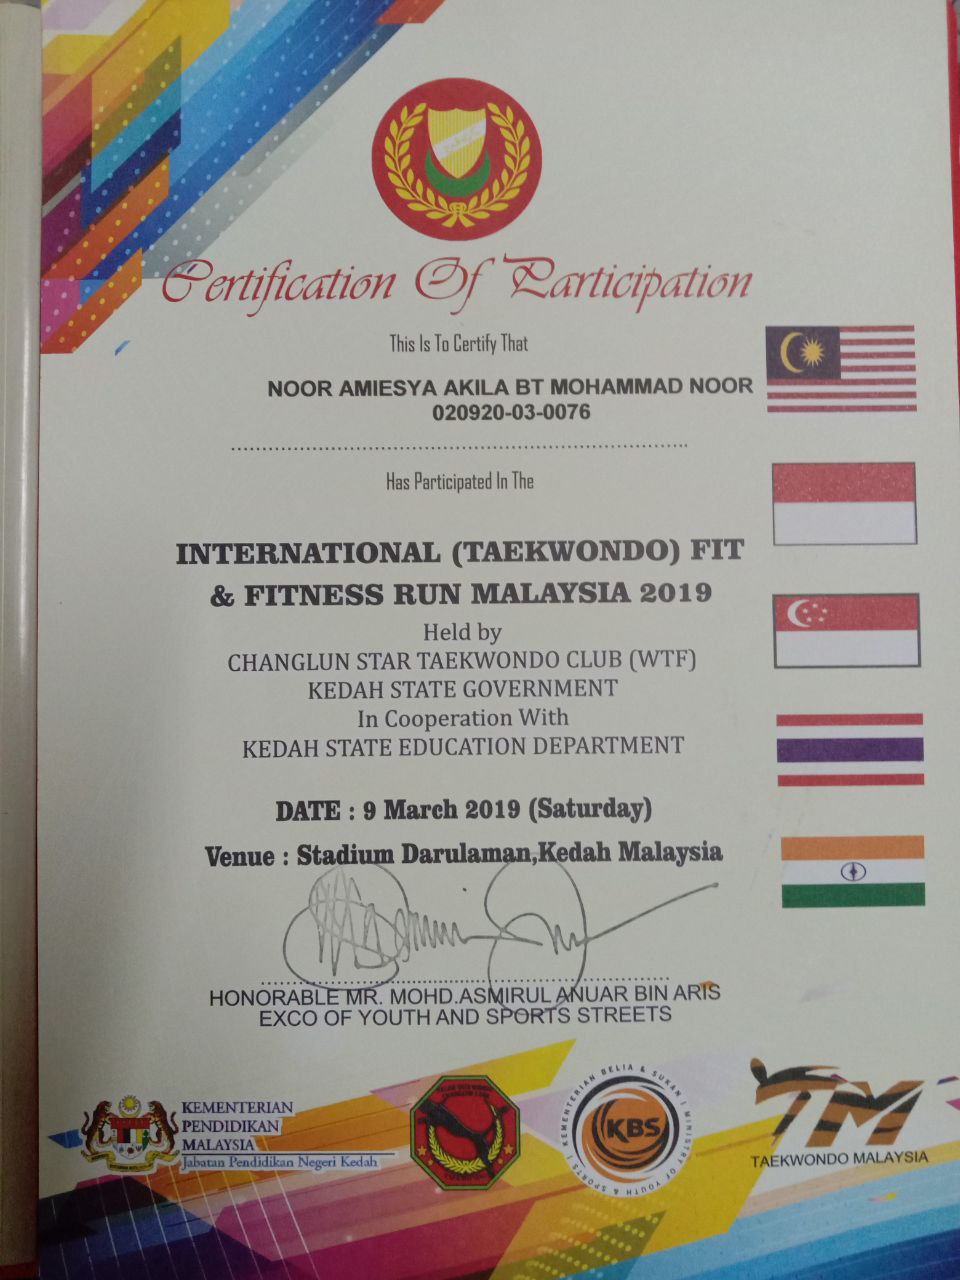 Certification Of Participation
This Is To Certify That
NOOR AMIESYA AKILA BT MOHAMMAD NOOR
020920-03-0076
Has Participated In The
INTERNATIONAL (TAEKWONDO) FIT
& FITNESS RUN MALAYSIA 2019
Held by
CHANGLUN STAR TAEKWONDO CLUB (WTF)
KEDAH STATE GOVERNMENT
In Cooperation With
KEDAH STATE EDUCATION DEPARTMENT
DATE : 9 March 2019 (Saturday)
Venue : Stadium Darulaman,Kedah Malaysia
HONORABLE MR. MOHD.ASMIRUL ANUAR BIN ARIS
EXCO OF YOUTH AND SPORTS STREETS
KEMENTERIAN
PENDIDIKAN
MALAYSIA
Jabatan Pendidikan Negeri Kedah
KEMENTERIAN BELIA & SUKAN | MINISTRY OF YOUTH & SPORTS |
KBS
TM
TAEKWONDO MALAYSIA